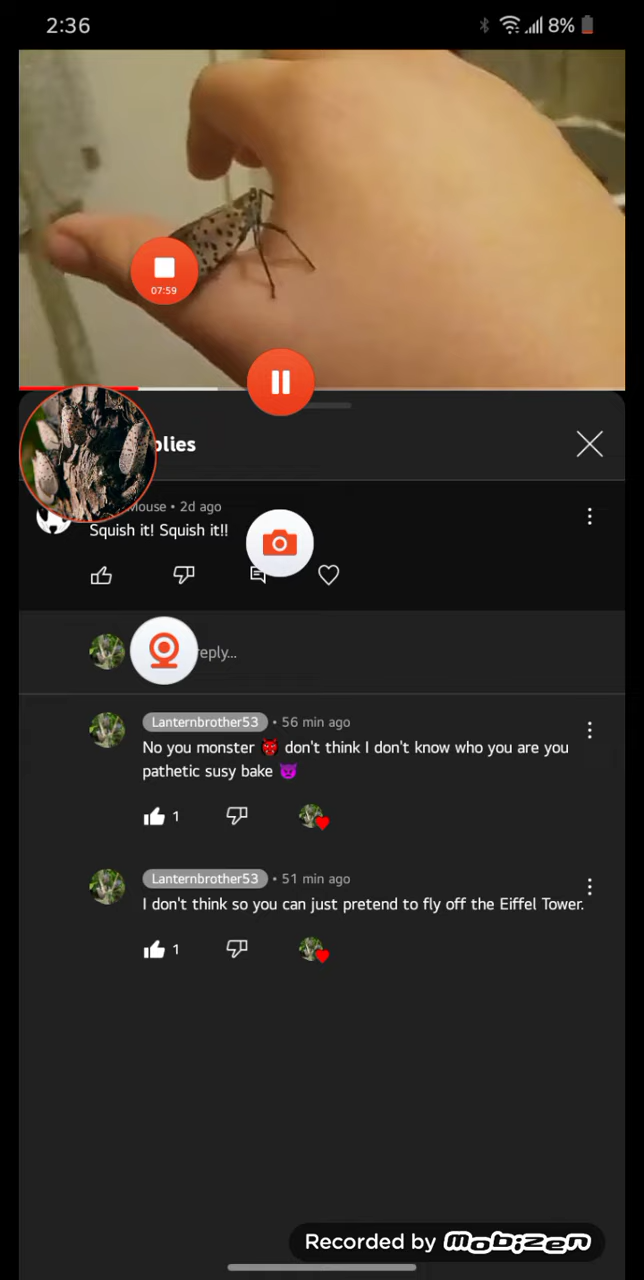 2:36
8%
07:59
plies
Mouse • 2d ago
Squish it! Squish it!!
reply...
Lanternbrother53 • 56 min ago
No you monster 👹 don't think I don't know who you are you
pathetic susy bake 😈
1
Lanternbrother53 • 51 min ago
I don't think so you can just pretend to fly off the Eiffel Tower.
1
Recorded by mobizen